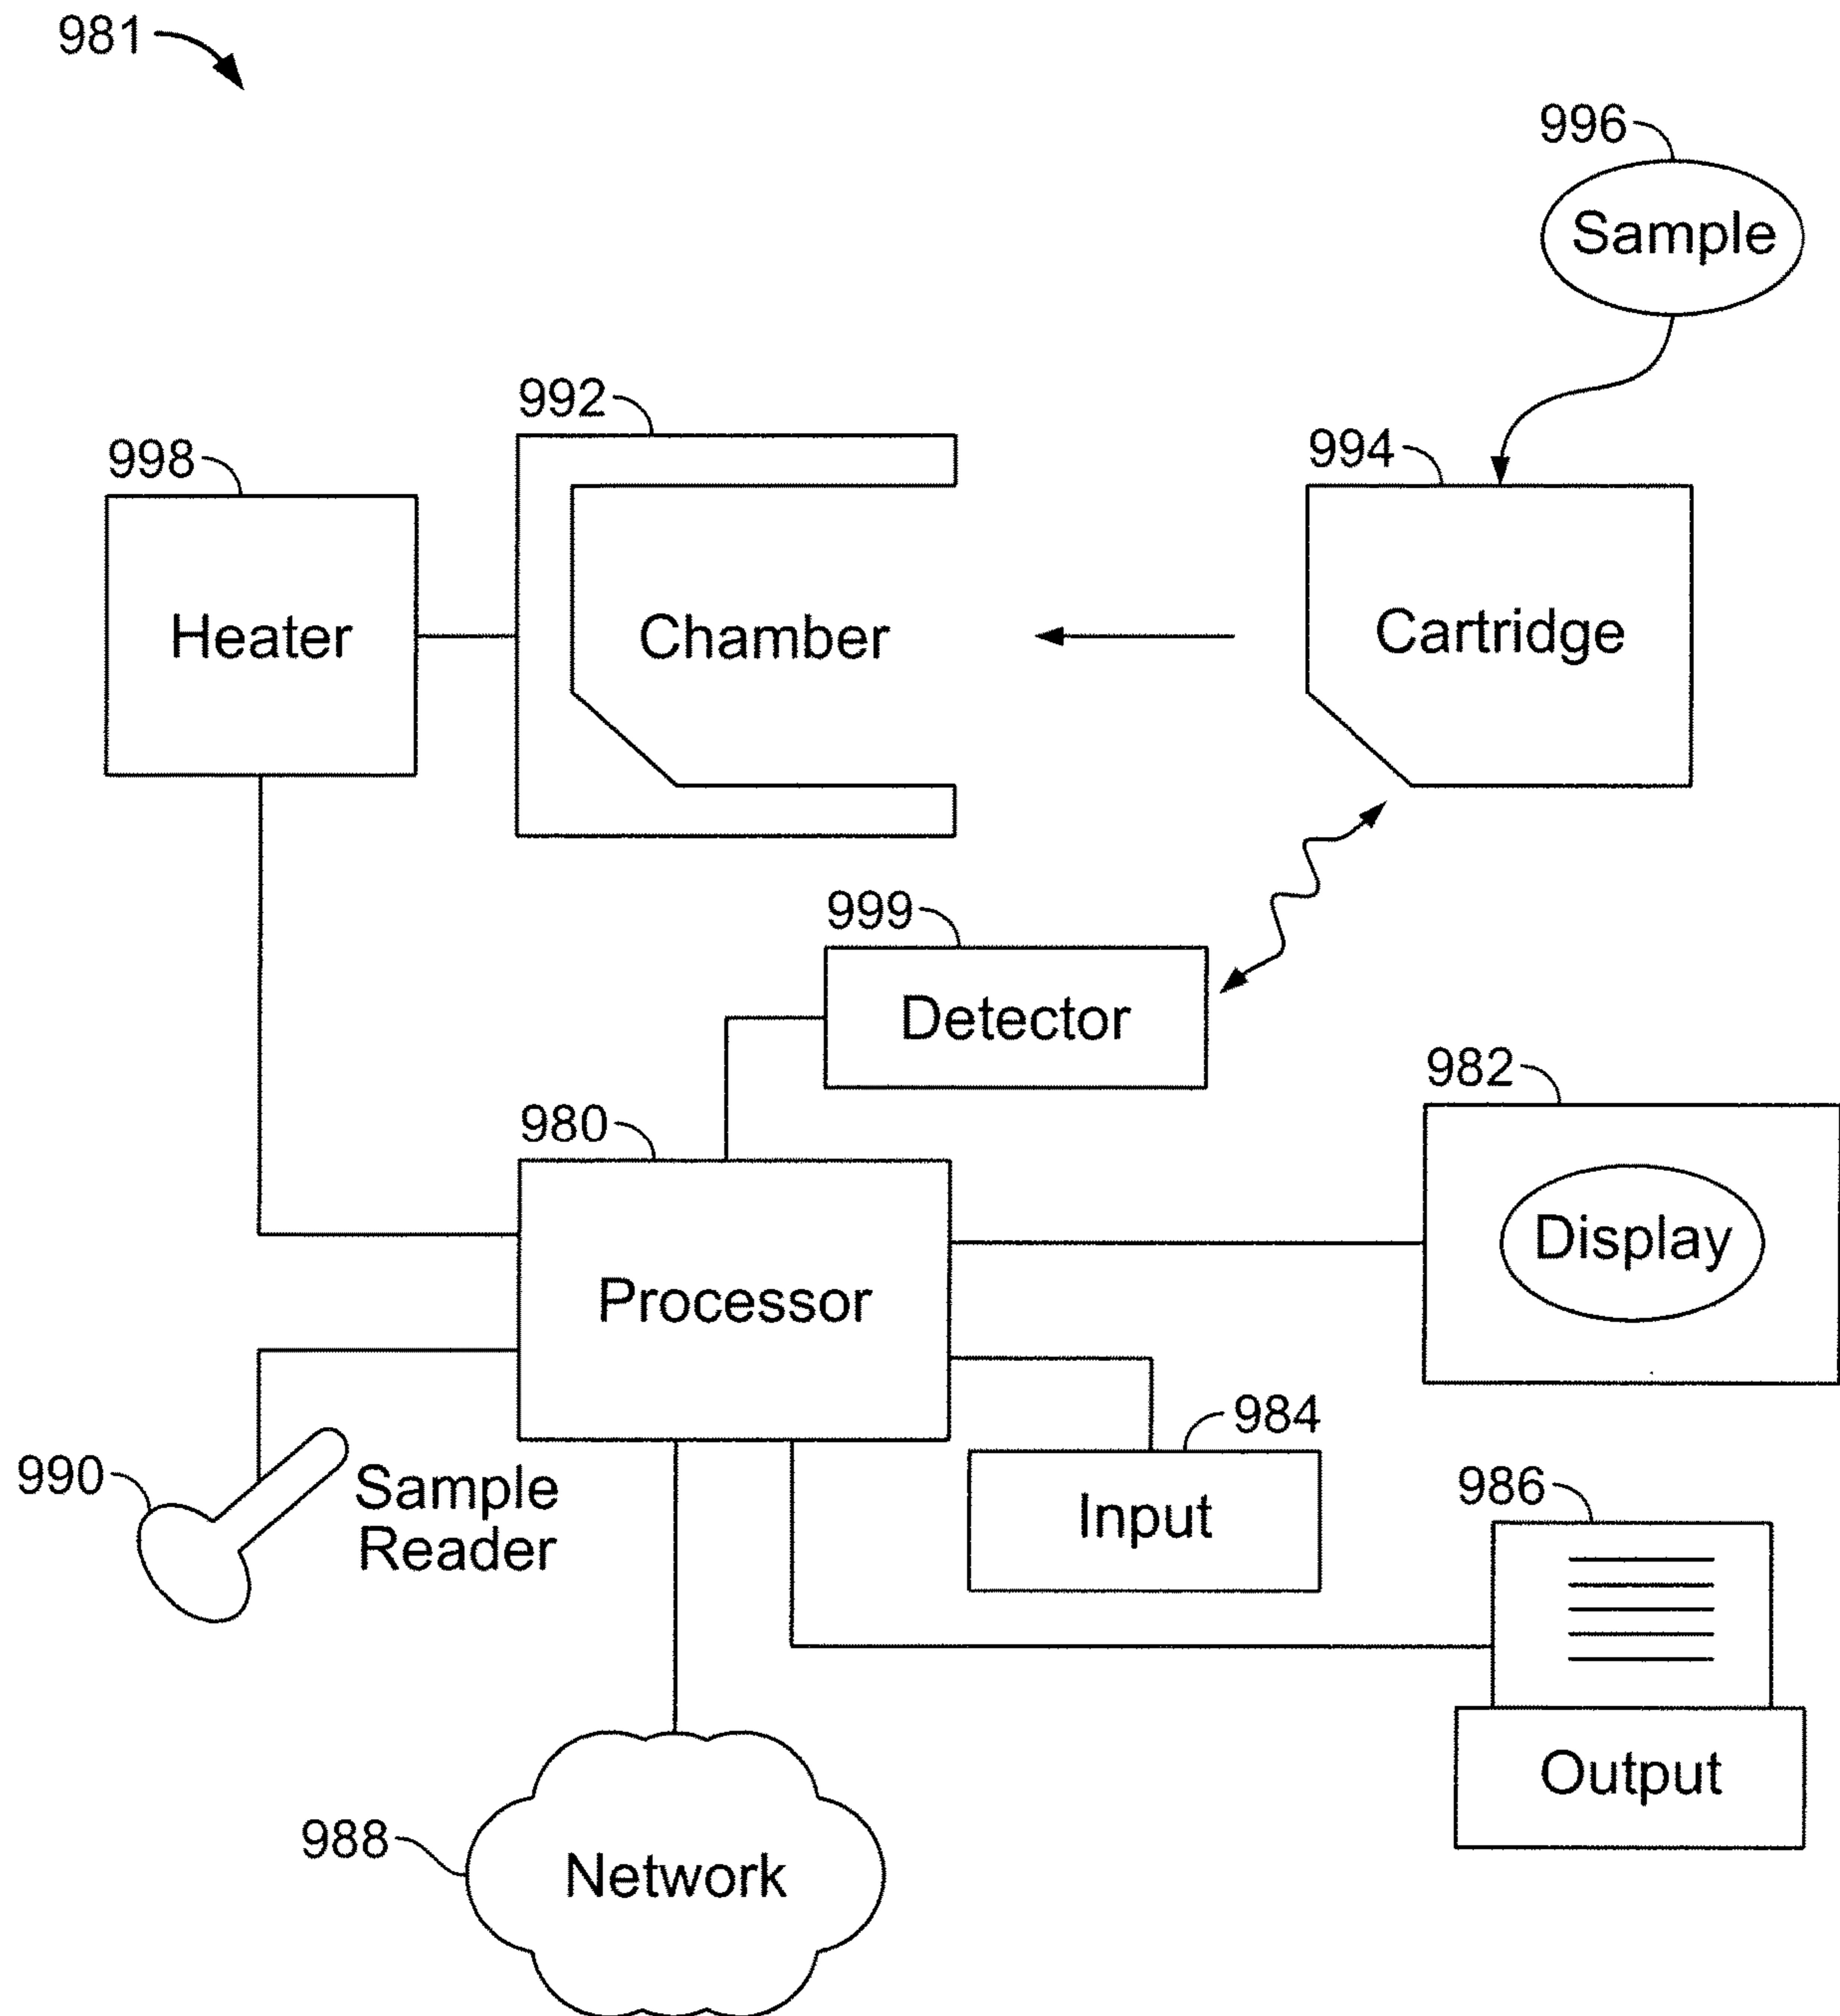 981
996
Sample
992
998
994
Heater
Chamber
Cartridge
999
Detector
982
980
Display
Processor
984
990
Sample
Reader
Input
986
Output
988
Network